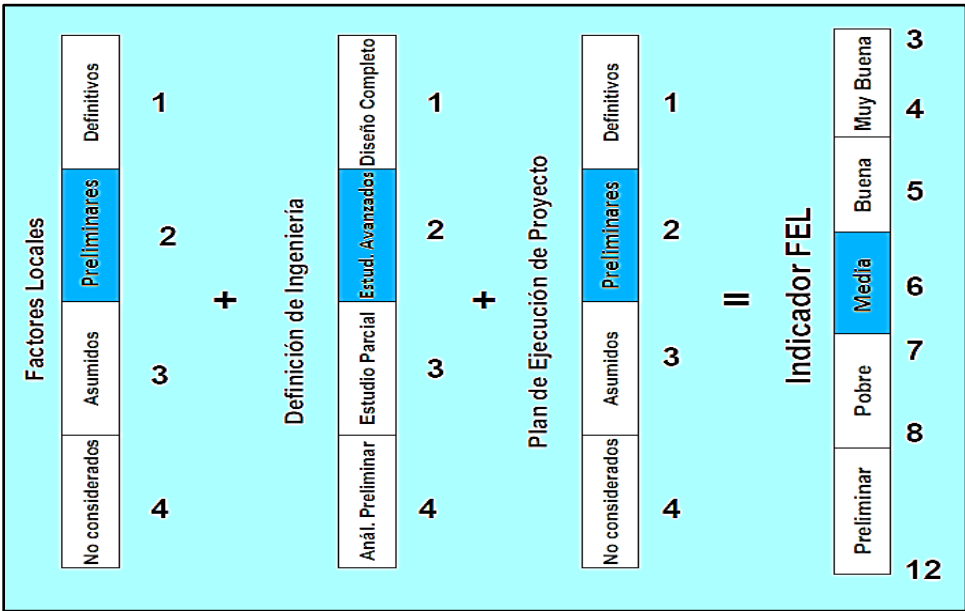 Factores Locales
Definitivos
1
Preliminares
2
Asumidos
3
No considerados
4
+
Definición de Ingeniería
Diseño Completo
1
Estud. Avanzados
2
Estudio Parcial
3
Anál. Preliminar
4
+
Plan de Ejecución de Proyecto
Definitivos
1
Preliminares
2
Asumidos
3
No considerados
4
=
Indicador FEL
Muy Buena
3
4
Buena
5
Media
6
Pobre
7
8
Preliminar
12